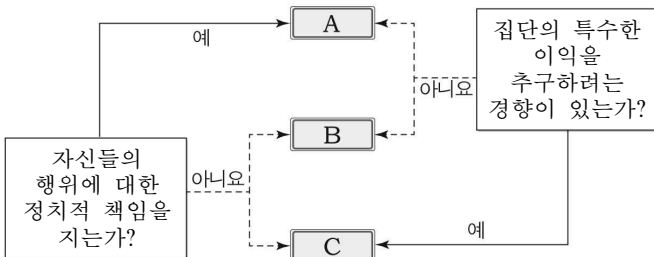 A
예
집단의 특수한
이익을
추구하려는
경향이 있는가?
아니요
B
자신들의
행위에 대한
정치적 책임을
지는가?
아니요
예
C